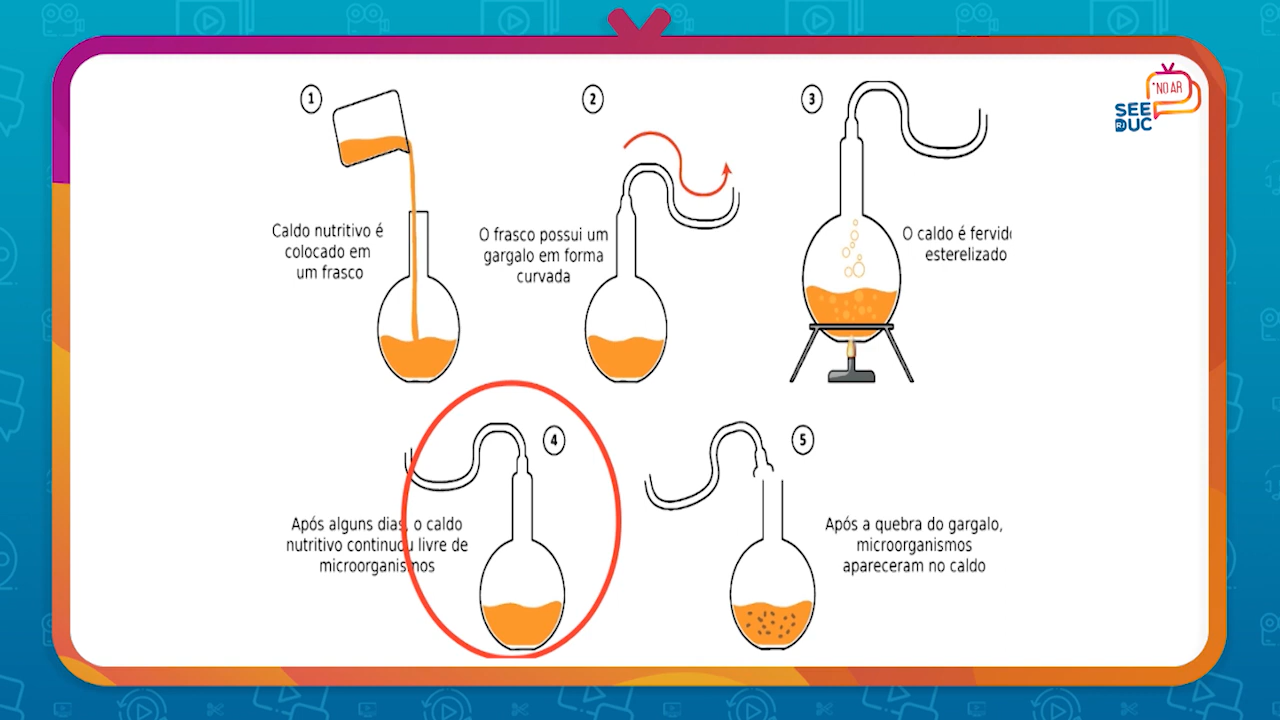 1
2
3
NO AR
SEE
RJ DUC
Caldo nutritivo é
colocado em
um frasco
O frasco possui um
gargalo em forma
curvada
O caldo é fervid
esterelizado
4
5
Após alguns dias, o caldo
nutritivo continuou livre de
microorganismos
Após a quebra do gargalo,
microorganismos
apareceram no caldo